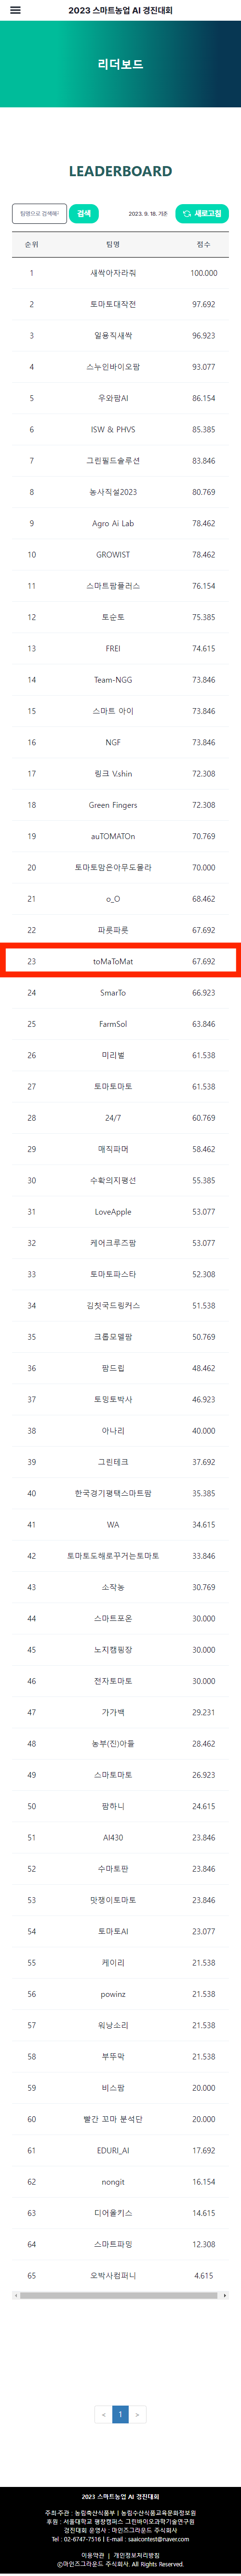 2023 스마트농업 AI 경진대회
리더보드
LEADERBOARD
팀명으로 검색해주
검색
2023. 9. 18. 기준
새로고침
순위 팀명 점수
1 새싹아자라줘 100.000
2 토마토대작전 97.692
3 일용직새싹 96.923
4 스누인바이오팜 93.077
5 우와팜AI 86.154
6 ISW & PHVS 85.385
7 그린필드솔루션 83.846
8 농사직설2023 80.769
9 Agro Ai Lab 78.462
10 GROWIST 78.462
11 스마트팜플러스 76.154
12 토순토 75.385
13 FREI 74.615
14 Team-NGG 73.846
15 스마트 아이 73.846
16 NGF 73.846
17 링크 V.shin 72.308
18 Green Fingers 72.308
19 auTOMATOn 70.769
20 토마토맘은아무도몰라 70.000
21 o_O 68.462
22 파릇파릇 67.692
23 toMaToMat 67.692
24 SmarTo 66.923
25 FarmSol 63.846
26 미리벌 61.538
27 토마토마토 61.538
28 24/7 60.769
29 매직파머 58.462
30 수확의지평선 55.385
31 LoveApple 53.077
32 케어크루즈팜 53.077
33 토마토파스타 52.308
34 김칫국드링커스 51.538
35 크롭모델팜 50.769
36 팜드립 48.462
37 토밍토박사 46.923
38 아나리 40.000
39 그린테크 37.692
40 한국경기평택스마트팜 35.385
41 WA 34.615
42 토마토도해로꾸거는토마토 33.846
43 소작농 30.769
44 스마트포온 30.000
45 노지캠핑장 30.000
46 전자토마토 30.000
47 가가백 29.231
48 농부(진)아들 28.462
49 스마토마토 26.923
50 팜하니 24.615
51 AI430 23.846
52 수마토판 23.846
53 맛쟁이토마토 23.846
54 토마토AI 23.077
55 케이리 21.538
56 powinz 21.538
57 워낭소리 21.538
58 부뚜막 21.538
59 비스팜 20.000
60 빨간 꼬마 분석단 20.000
61 EDURI_AI 17.692
62 nongit 16.154
63 디어올키스 14.615
64 스마트파밍 12.308
65 오박사컴퍼니 4.615
< 1 >
2023 스마트농업 AI 경진대회
주최·주관 : 농림축산식품부 | 농림수산식품교육문화정보원
후원 : 서울대학교 평창캠퍼스 그린바이오과학기술연구원
경진대회 운영사 : 마인즈그라운드 주식회사
Tel : 02-6747-7516 | E-mail : saaicontest@naver.com
이용약관 | 개인정보처리방침
ⓒ마인즈그라운드 주식회사. All Rights Reserved.